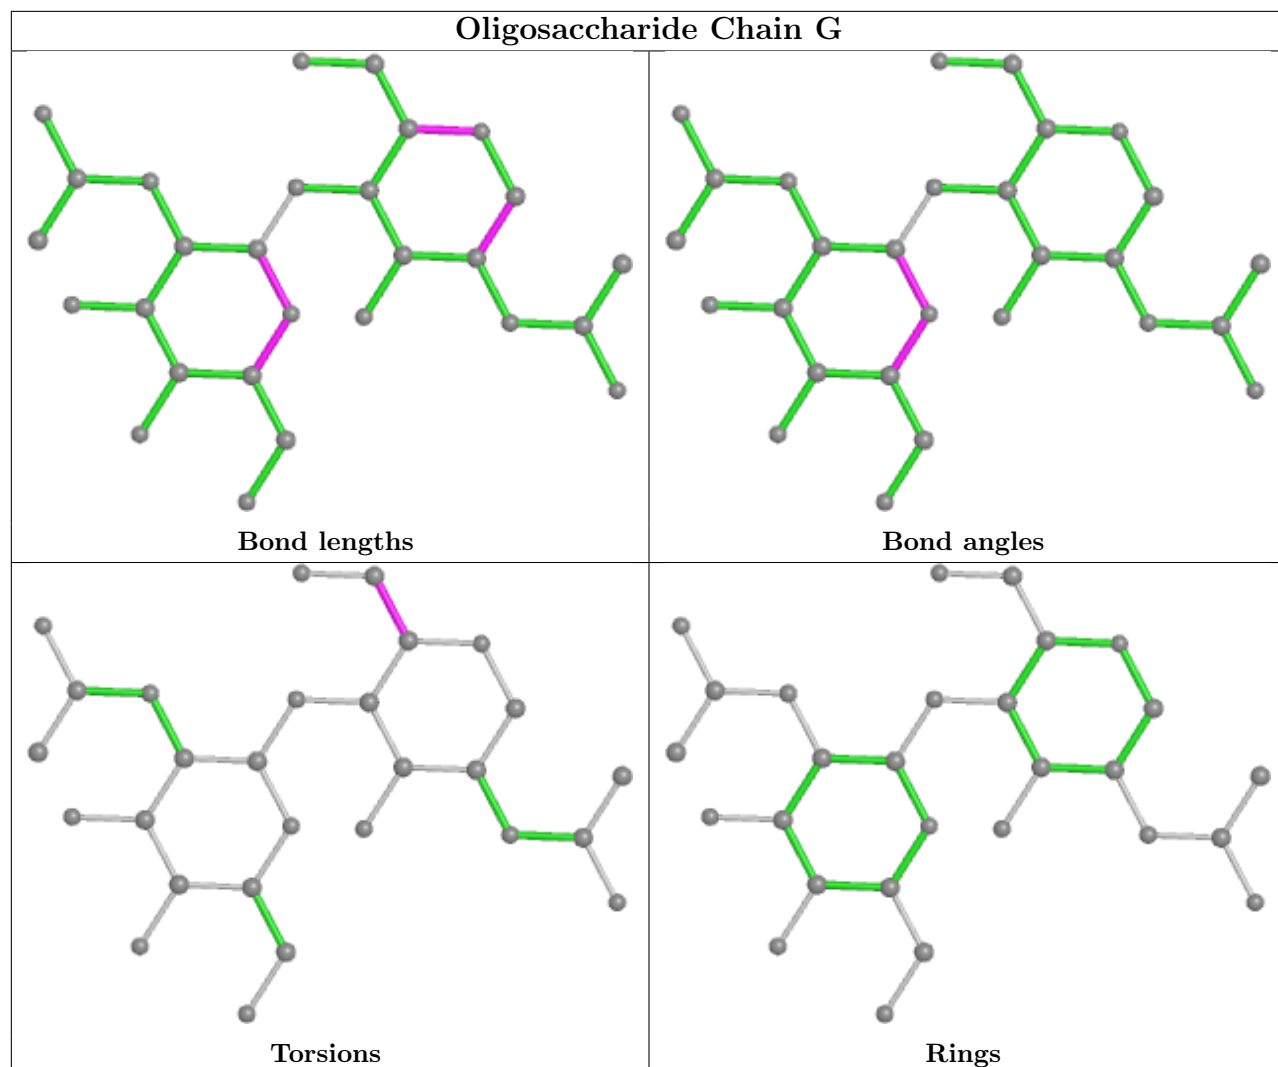 Oligosaccharide Chain G
Bond lengths
Bond angles
Torsions
Rings